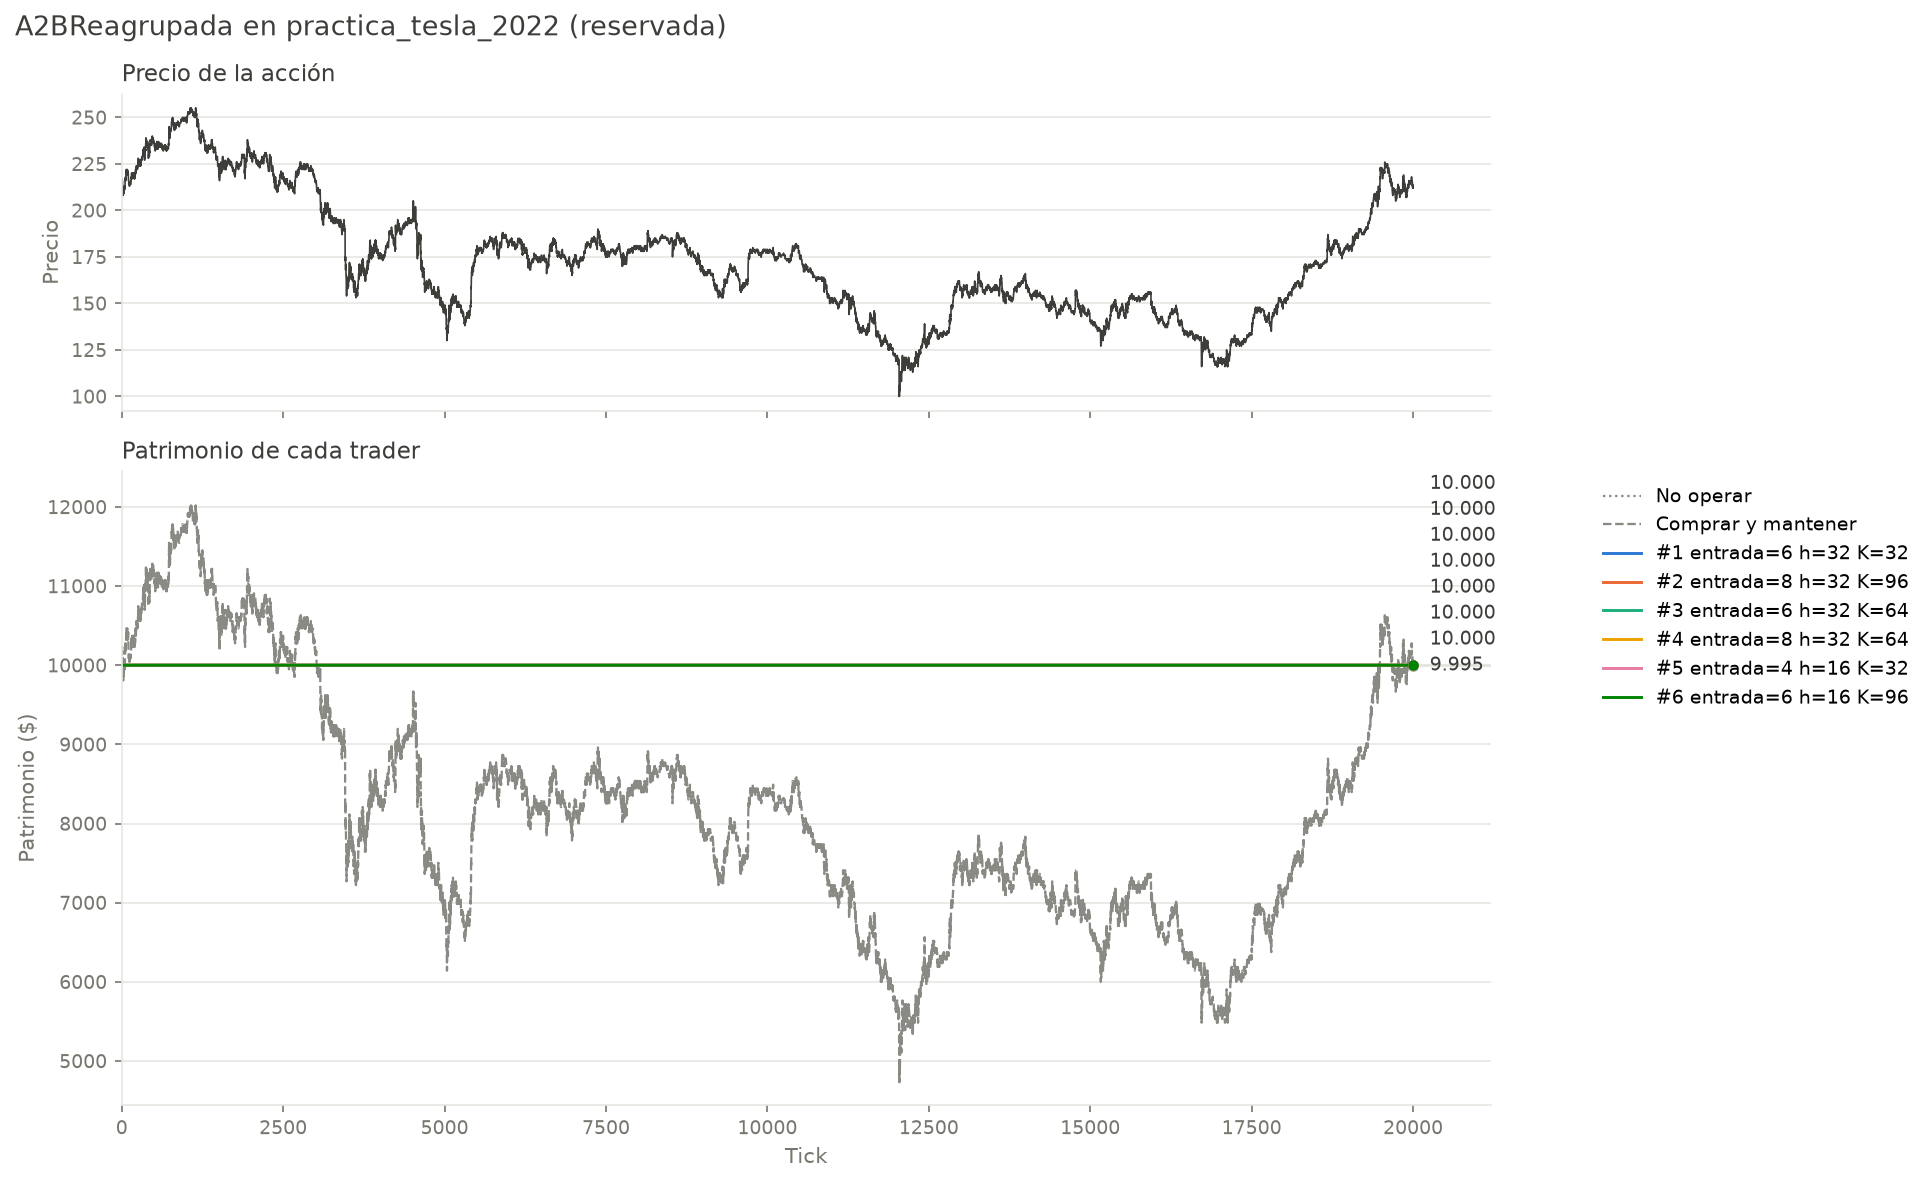 A2BReagrupada en practica_tesla_2022 (reservada)
Precio de la acción
Precio
250
225
200
175
150
125
100
Patrimonio de cada trader
Patrimonio ($)
12000
11000
10000
9000
8000
7000
6000
5000
10.000
10.000
10.000
10.000
10.000
10.000
10.000
9.995
0
2500
5000
7500
10000
12500
15000
17500
20000
Tick
No operar
Comprar y mantener
#1 entrada=6 h=32 K=32
#2 entrada=8 h=32 K=96
#3 entrada=6 h=32 K=64
#4 entrada=8 h=32 K=64
#5 entrada=4 h=16 K=32
#6 entrada=6 h=16 K=96